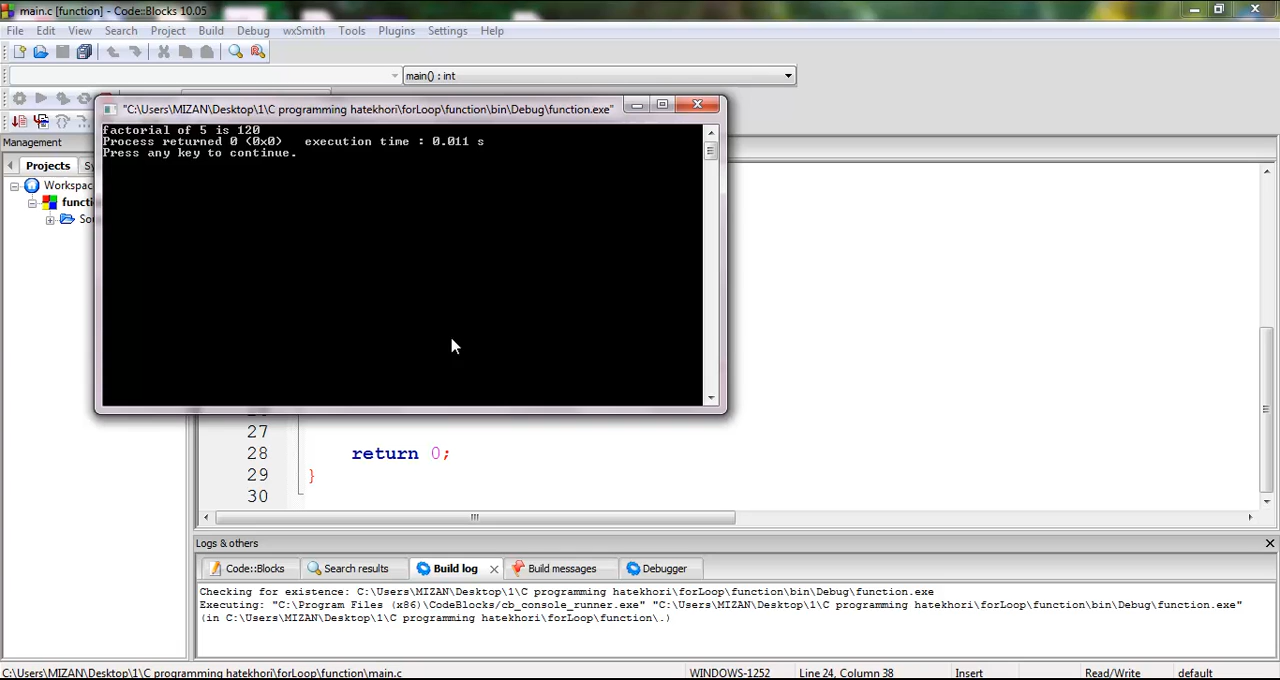 main.c [function] - Code::Blocks 10.05
File Edit View Search Project Build Debug wxSmith Tools Plugins Settings Help
main() : int
"C:\Users\MIZAN\Desktop\1\C programming hatekhori\forLoop\function\bin\Debug\function.exe"
factorial of 5 is 120
Process returned 0 (0x0)   execution time : 0.011 s
Press any key to continue.
Management
Projects Sy
Workspac
functi
Sou
27
28 return 0;
29 }
30
Logs & others
Code::Blocks Search results Build log Build messages Debugger
Checking for existence: C:\Users\MIZAN\Desktop\1\C programming hatekhori\forLoop\function\bin\Debug\function.exe
Executing: "C:\Program Files (x86)\CodeBlocks/cb_console_runner.exe" "C:\Users\MIZAN\Desktop\1\C programming hatekhori\forLoop\function\bin\Debug\function.exe"
(in C:\Users\MIZAN\Desktop\1\C programming hatekhori\forLoop\function\.)
C:\Users\MIZAN\Desktop\1\C programming hatekhori\forLoop\function\main.c WINDOWS-1252 Line 24, Column 38 Insert Read/Write default